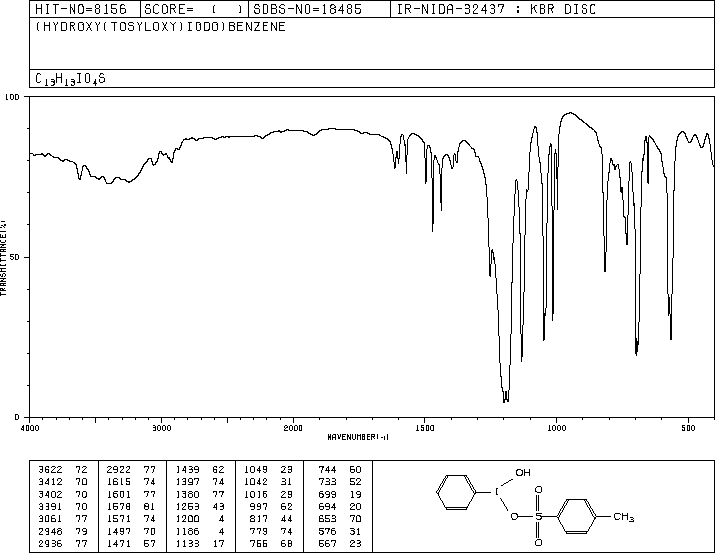 HIT-NO=8156 SCORE= ( ) SDBS-NO=18485 IR-NIDA-32437 : KBR DISC
(HYDROXY(TOSYLOXY)IODO)BENZENE
C13H13IO4S
100
TRANSMITTANCE(%)
50
0
4000 3000 2000 1500 1000 500
WAVENUMBER(-1)
3622 72 2922 77 1439 62 1049 23 744 60
3412 70 1615 74 1397 74 1042 31 733 52
3402 70 1601 77 1380 77 1016 29 699 19
3391 70 1578 81 1253 43 997 62 694 20
3061 77 1571 74 1200 4 817 44 653 70
2948 79 1497 70 1186 4 779 74 576 31
2936 77 1471 57 1133 17 766 68 567 23
OH
I
O
O S CH3
O